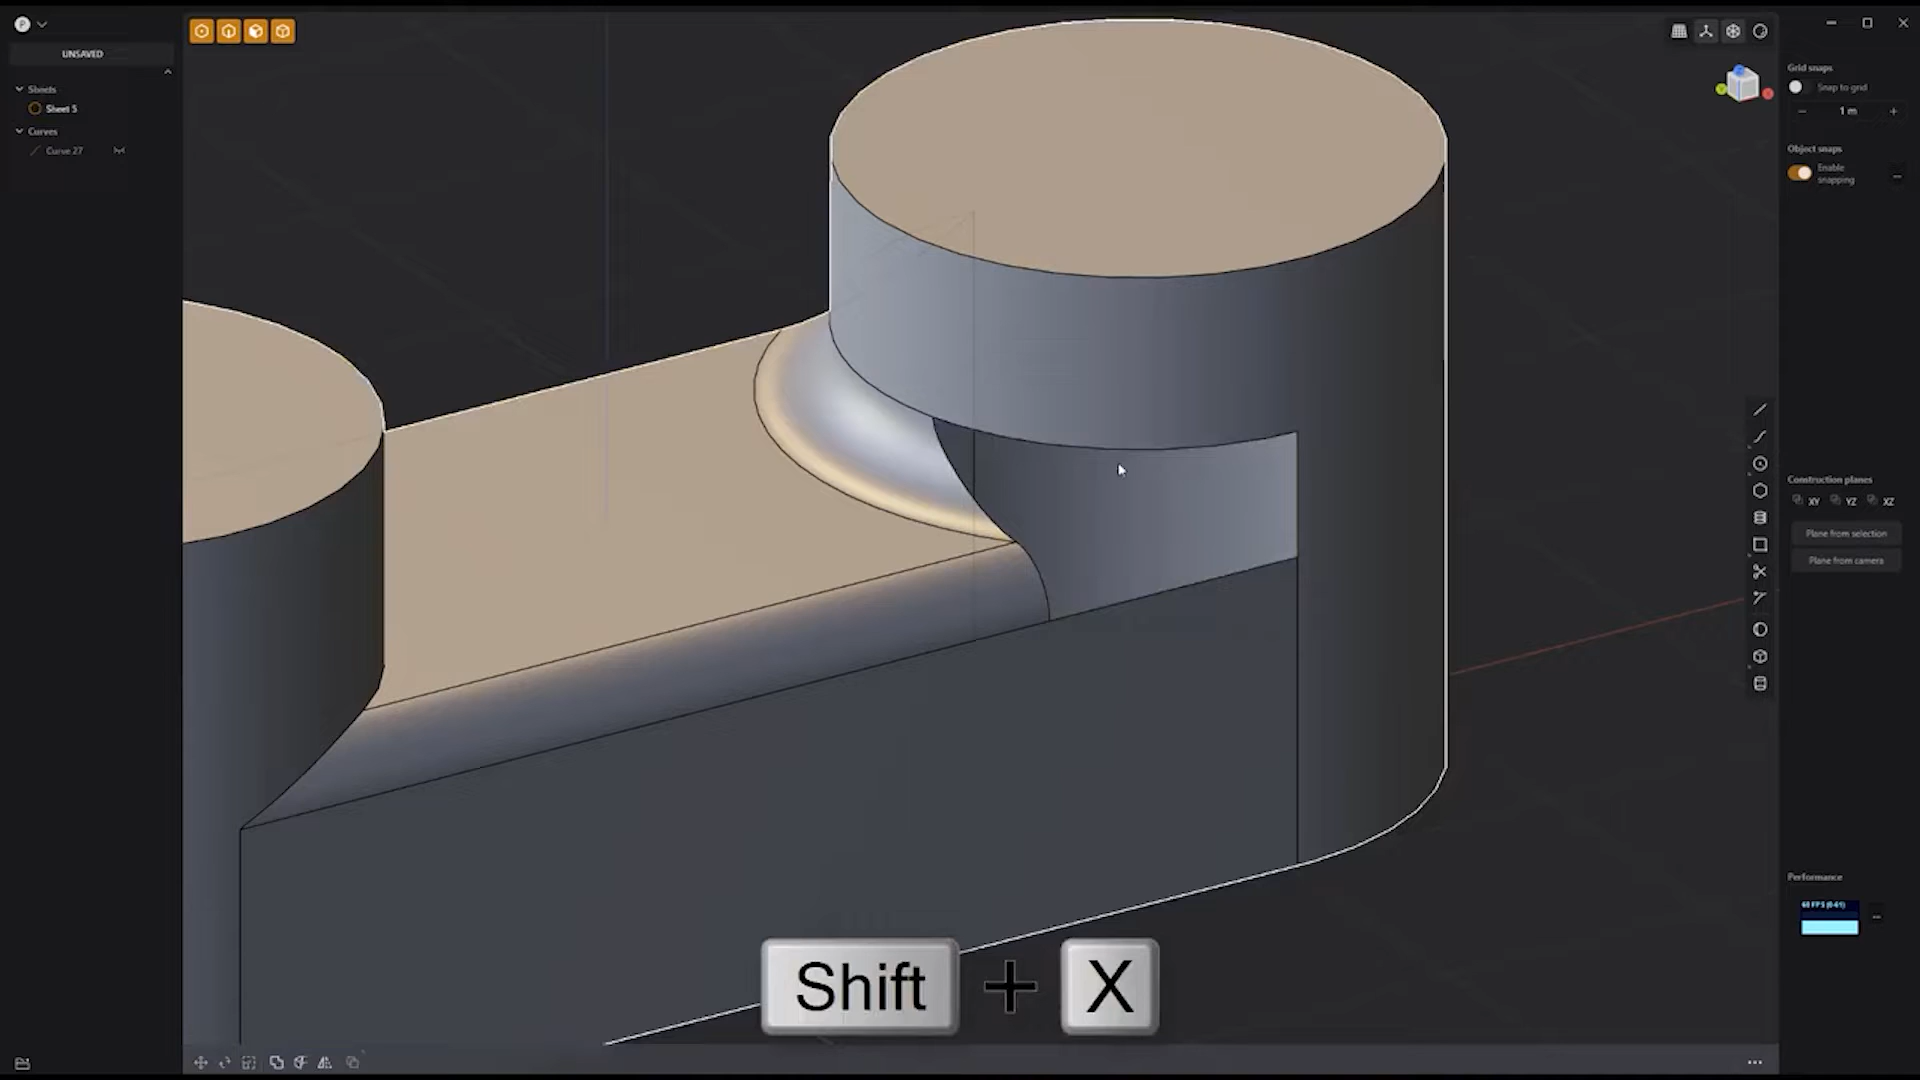 P
UNSAVED
Sheets
Sheet 5
Curves
Curve 27
Grid snaps
Snap to grid
1 m
Object snaps
Enable
snapping
Construction planes
XY YZ XZ
Plane from selection
Plane from camera
Performance
Shift + X